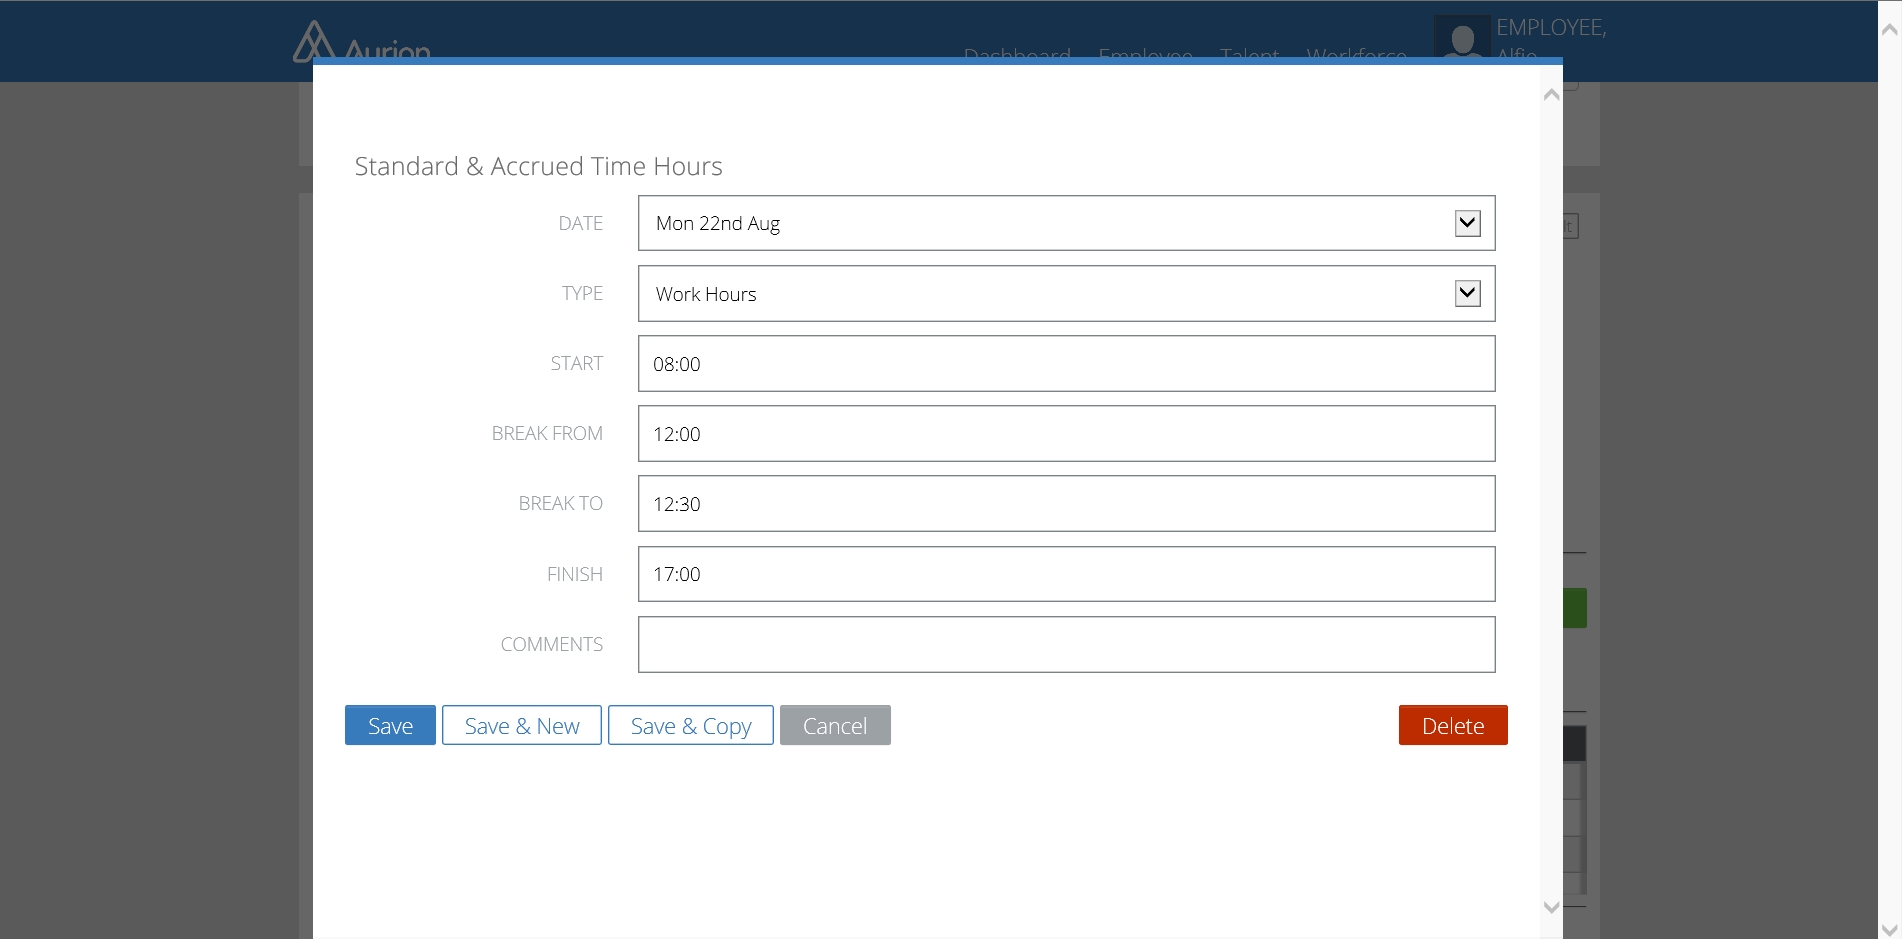 Aurion
Dashboard Employee Talent Workforce
EMPLOYEE,
Alfie
Standard & Accrued Time Hours
DATE Mon 22nd Aug
TYPE Work Hours
START 08:00
BREAK FROM 12:00
BREAK TO 12:30
FINISH 17:00
COMMENTS
Save Save & New Save & Copy Cancel Delete